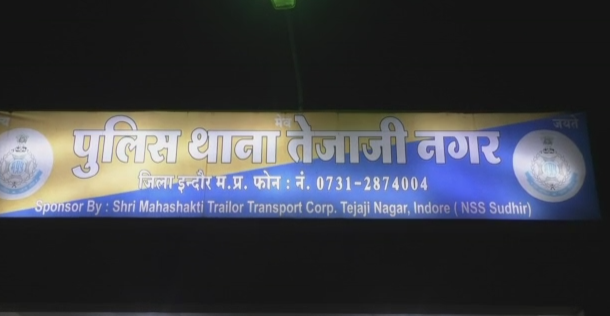 पुलिस थाना तेजाजी नगर
जिला इन्दौर म.प्र. फोन : नं. 0731-2874004
Sponsor By : Shri Mahashakti Trailor Transport Corp. Tejaji Nagar, Indore ( NSS Sudhir)